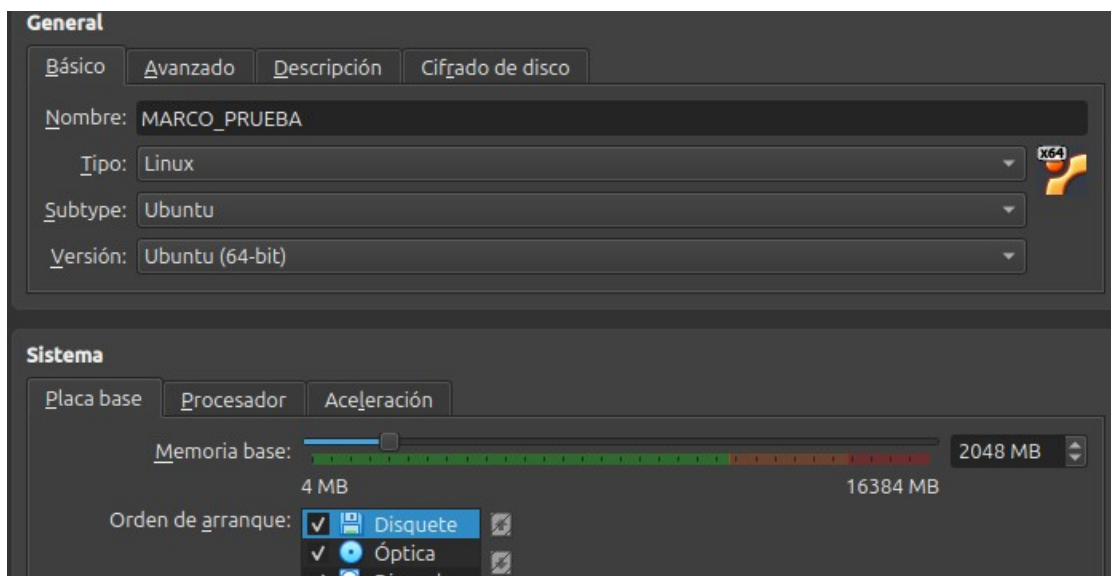 General
Básico Avanzado Descripción Cifrado de disco
Nombre: MARCO_PRUEBA
Tipo: Linux
x64
Subtype: Ubuntu
Versión: Ubuntu (64-bit)
Sistema
Placa base Procesador Aceleración
Memoria base: 2048 MB
4 MB 16384 MB
Orden de arranque: Disquete
Óptica